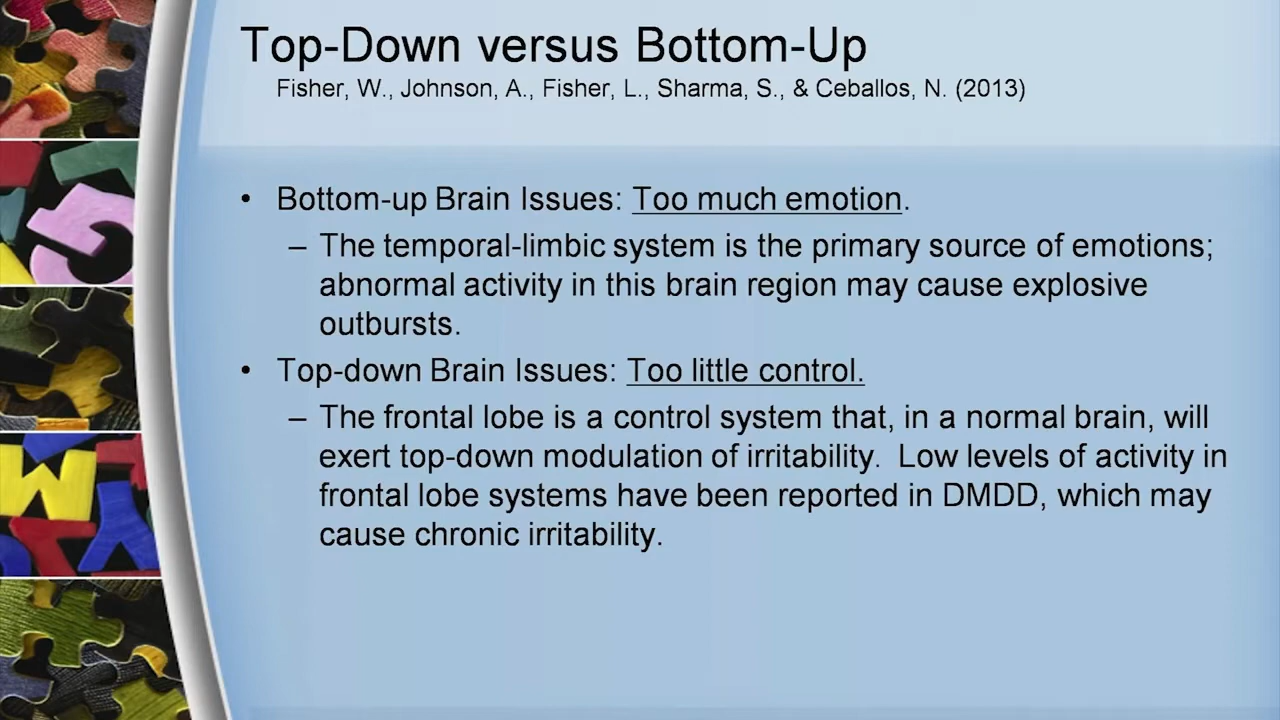 Top-Down versus Bottom-Up
Fisher, W., Johnson, A., Fisher, L., Sharma, S., & Ceballos, N. (2013)
• Bottom-up Brain Issues: Too much emotion.
– The temporal-limbic system is the primary source of emotions;
abnormal activity in this brain region may cause explosive
outbursts.
• Top-down Brain Issues: Too little control.
– The frontal lobe is a control system that, in a normal brain, will
exert top-down modulation of irritability. Low levels of activity in
frontal lobe systems have been reported in DMDD, which may
cause chronic irritability.